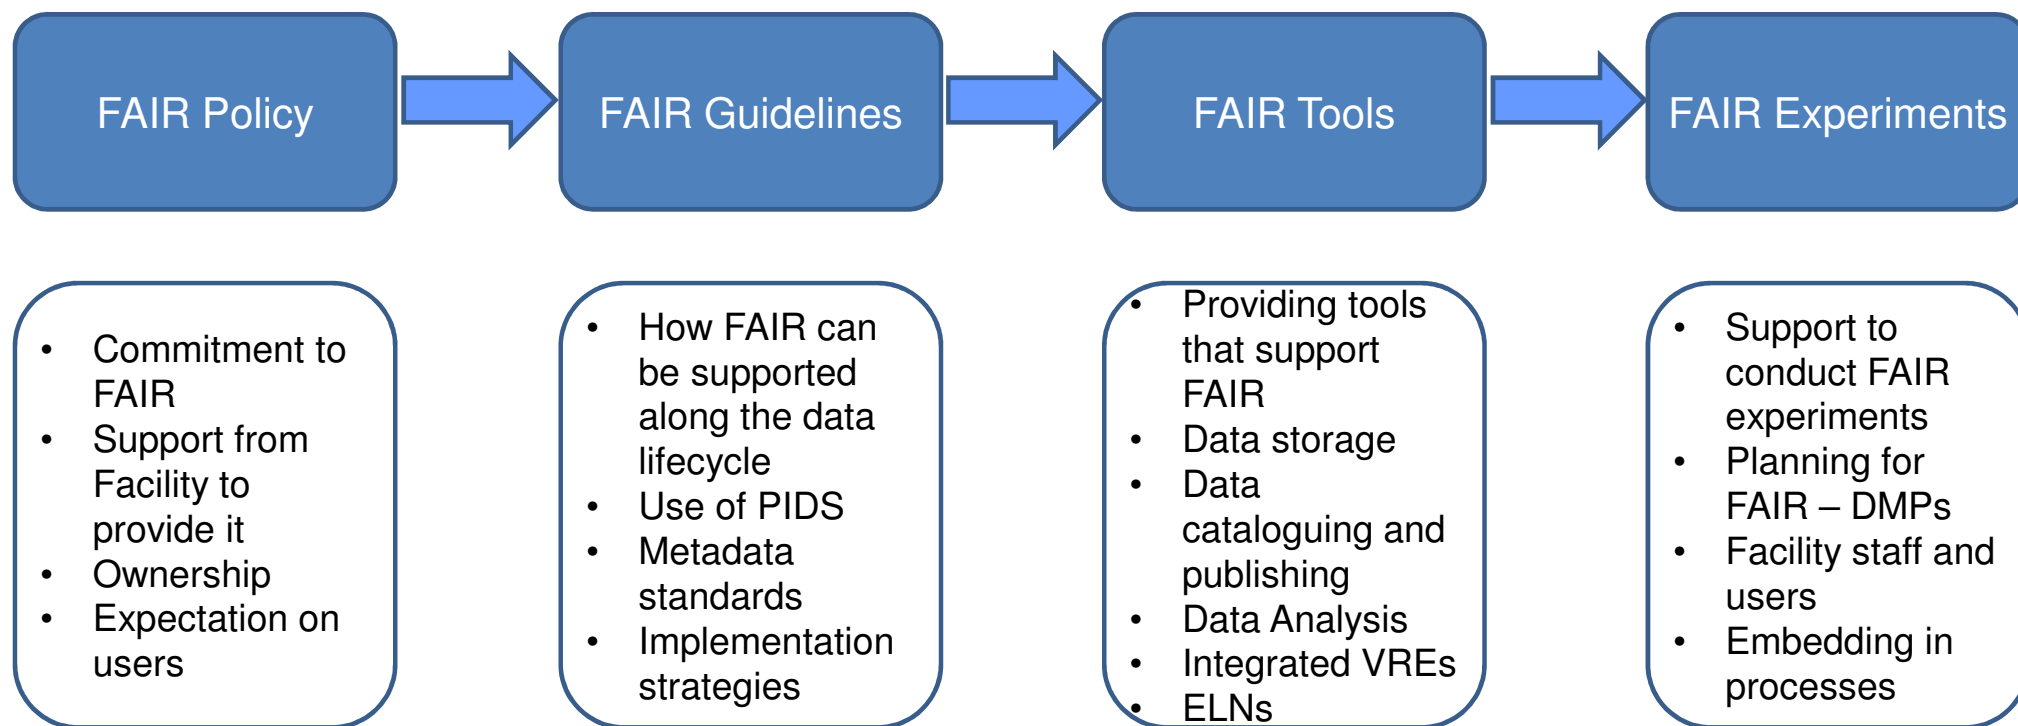 FAIR Policy
FAIR Guidelines
FAIR Tools
FAIR Experiments
• Commitment to
FAIR
• Support from
Facility to
provide it
• Ownership
• Expectation on
users
• How FAIR can
be supported
along the data
lifecycle
• Use of PIDS
• Metadata
standards
• Implementation
strategies
• Providing tools
that support
FAIR
• Data storage
• Data
cataloguing and
publishing
• Data Analysis
• Integrated VREs
• ELNs
• Support to
conduct FAIR
experiments
• Planning for
FAIR – DMPs
• Facility staff and
users
• Embedding in
processes